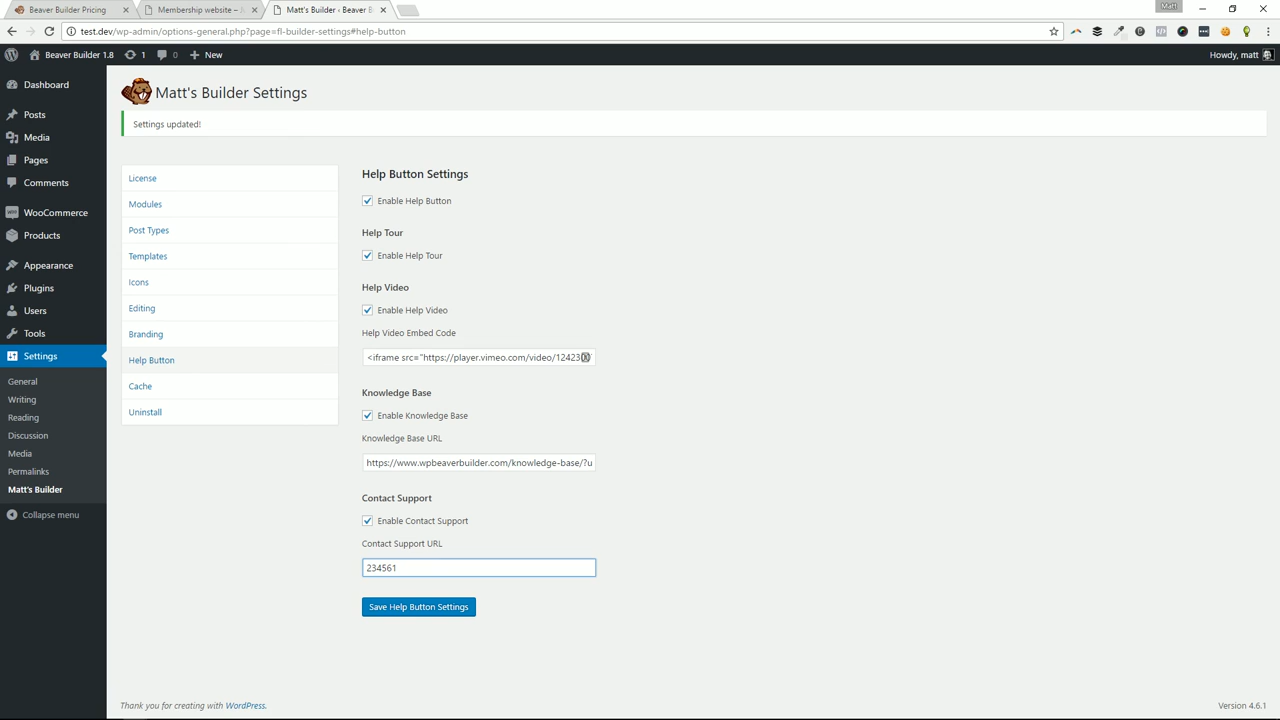 Beaver Builder Pricing
Membership website –
Matt's Builder ‹ Beaver B
Matt
test.dev/wp-admin/options-general.php?page=fl-builder-settings#help-button
Beaver Builder 1.8 1 0 New
Howdy, matt
Dashboard
Posts
Media
Pages
Comments
WooCommerce
Products
Appearance
Plugins
Users
Tools
Settings
General
Writing
Reading
Discussion
Media
Permalinks
Matt's Builder
Collapse menu
Matt's Builder Settings
Settings updated!
License
Modules
Post Types
Templates
Icons
Editing
Branding
Help Button
Cache
Uninstall
Help Button Settings
Enable Help Button
Help Tour
Enable Help Tour
Help Video
Enable Help Video
Help Video Embed Code
<iframe src="https://player.vimeo.com/video/12423
Knowledge Base
Enable Knowledge Base
Knowledge Base URL
https://www.wpbeaverbuilder.com/knowledge-base/?u
Contact Support
Enable Contact Support
Contact Support URL
234561
Save Help Button Settings
Thank you for creating with WordPress.
Version 4.6.1